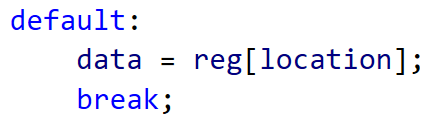 default:
    data = reg[location];
    break;